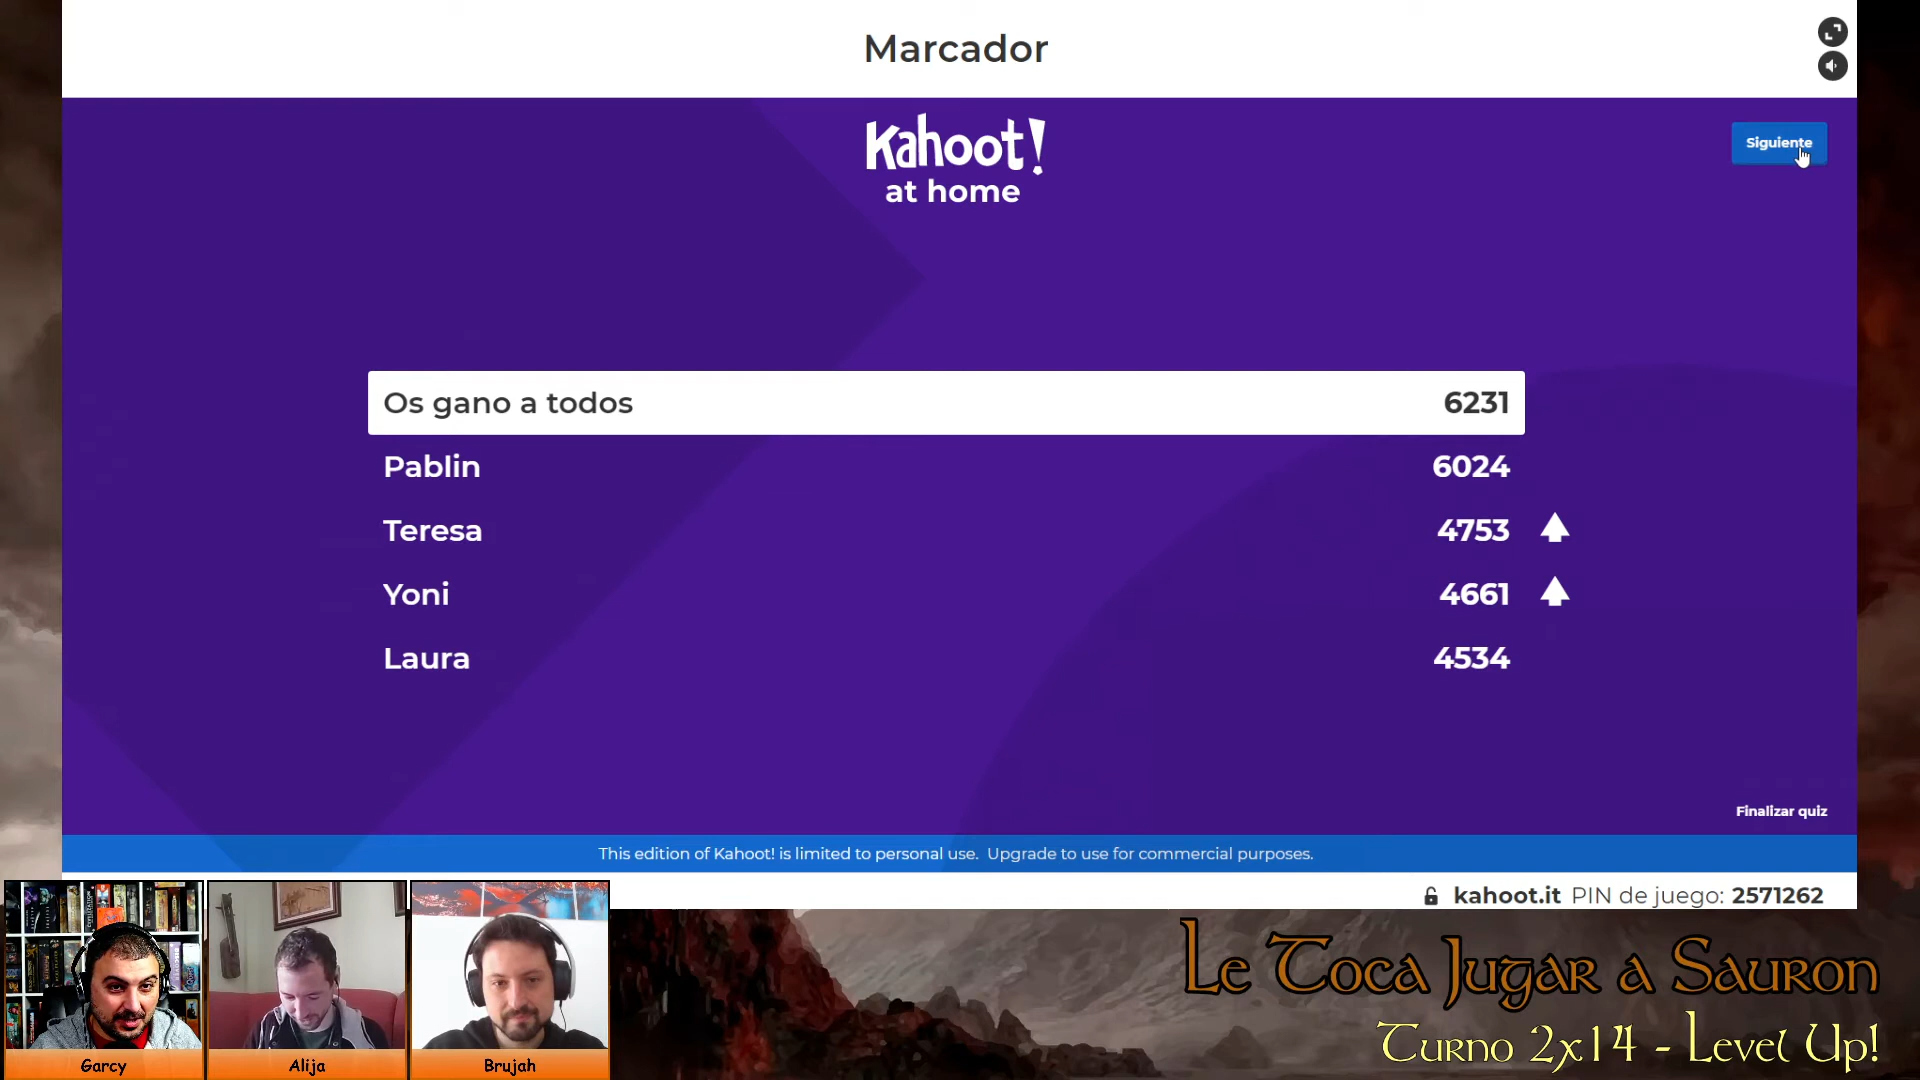 Marcador
Kahoot!
at home
Siguiente
Os gano a todos 6231
Pablin 6024
Teresa 4753
Yoni 4661
Laura 4534
Finalizar quiz
This edition of Kahoot! is limited to personal use. Upgrade to use for commercial purposes.
kahoot.it PIN de juego: 2571262
Le Toca Jugar a Sauron
Turno 2x14 - Level Up!
Garcy
Alija
Brujah